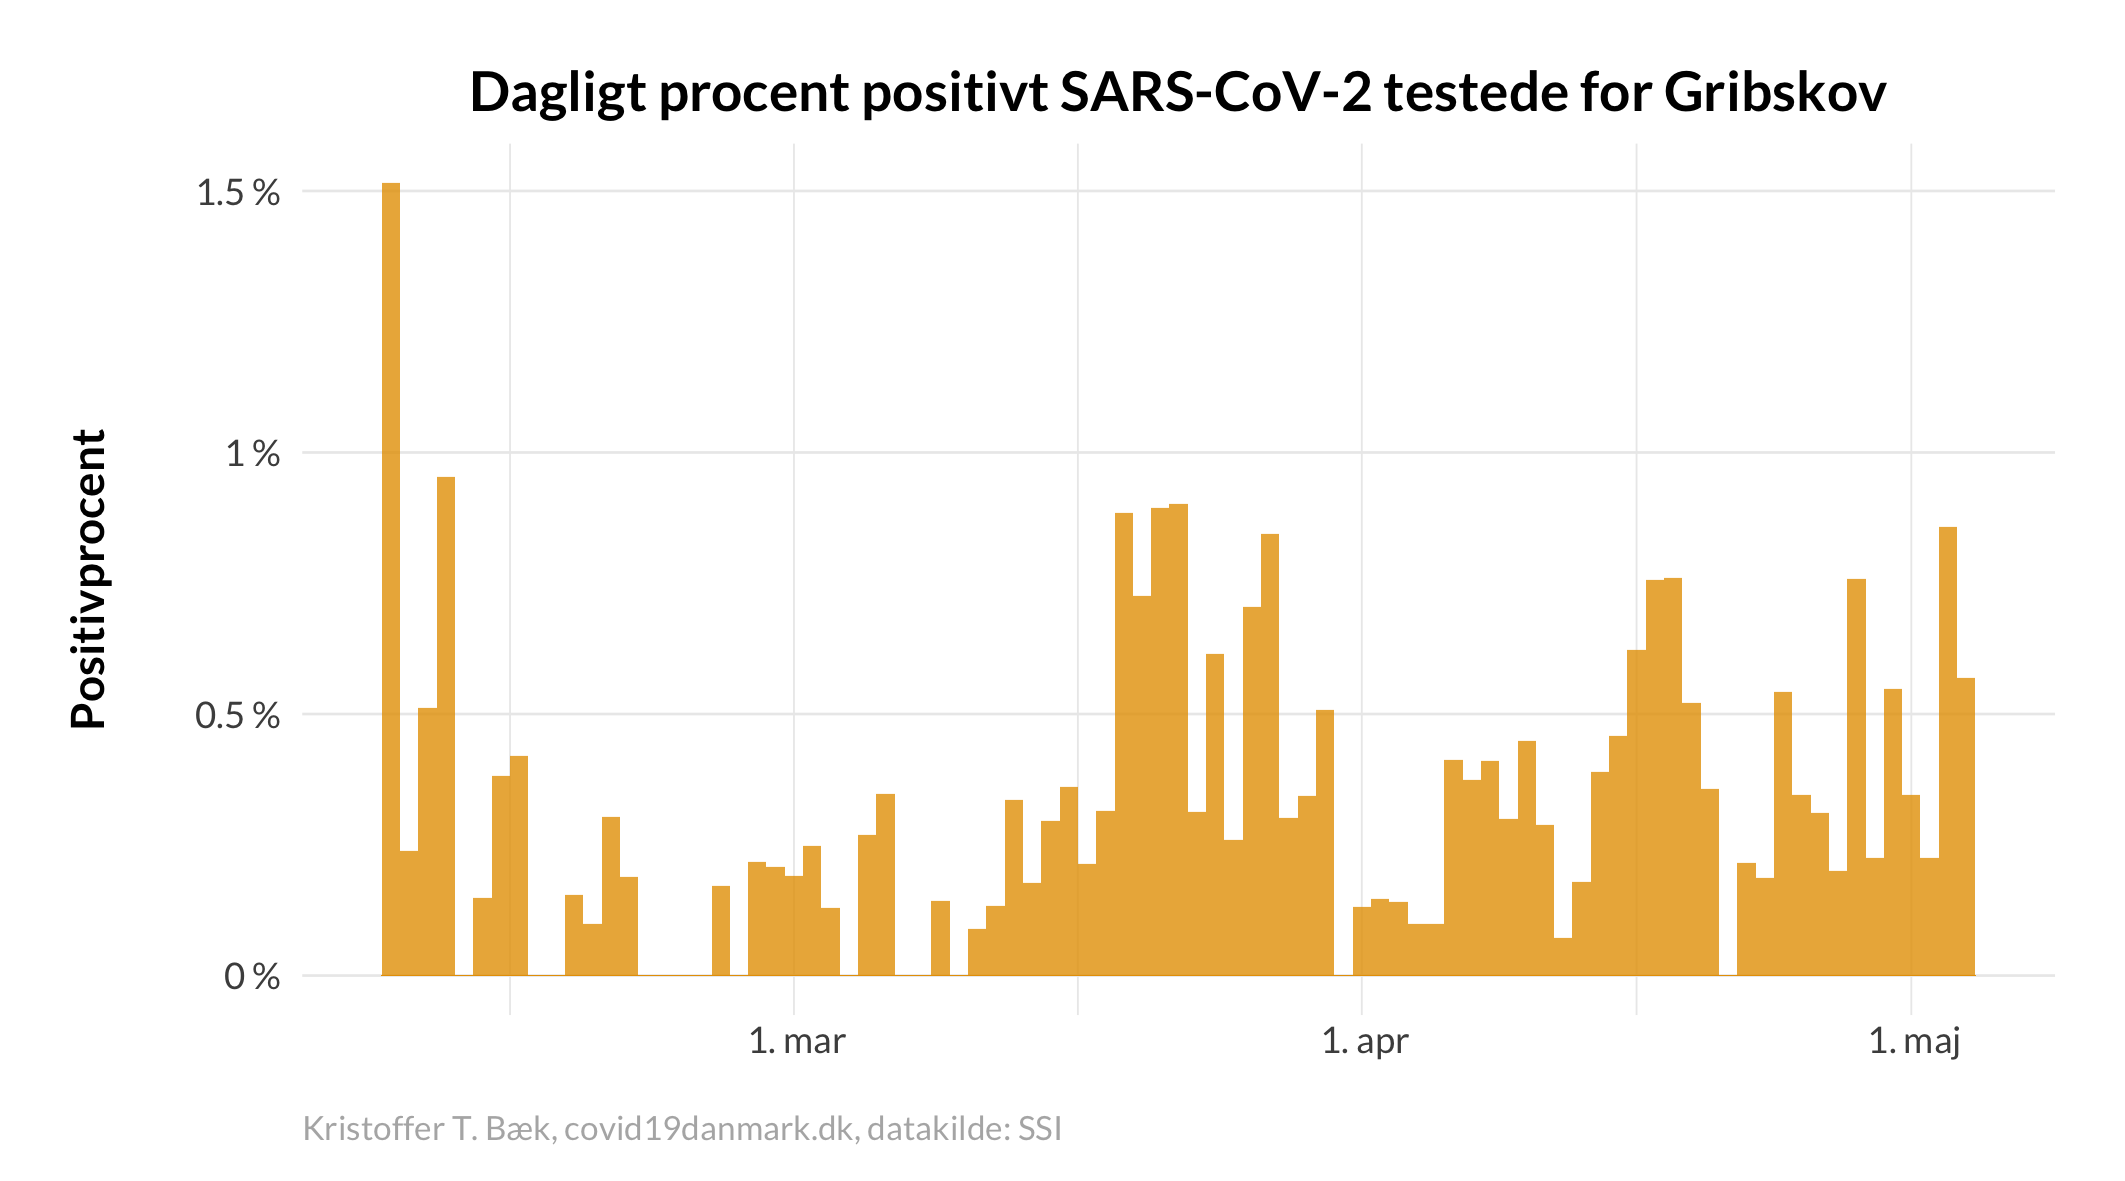 Dagligt procent positivt SARS-CoV-2 testede for Gribskov
Positivprocent
1.5 %
1 %
0.5 %
0 %
1. mar
1. apr
1. maj
Kristoffer T. Bæk, covid19danmark.dk, datakilde: SSI